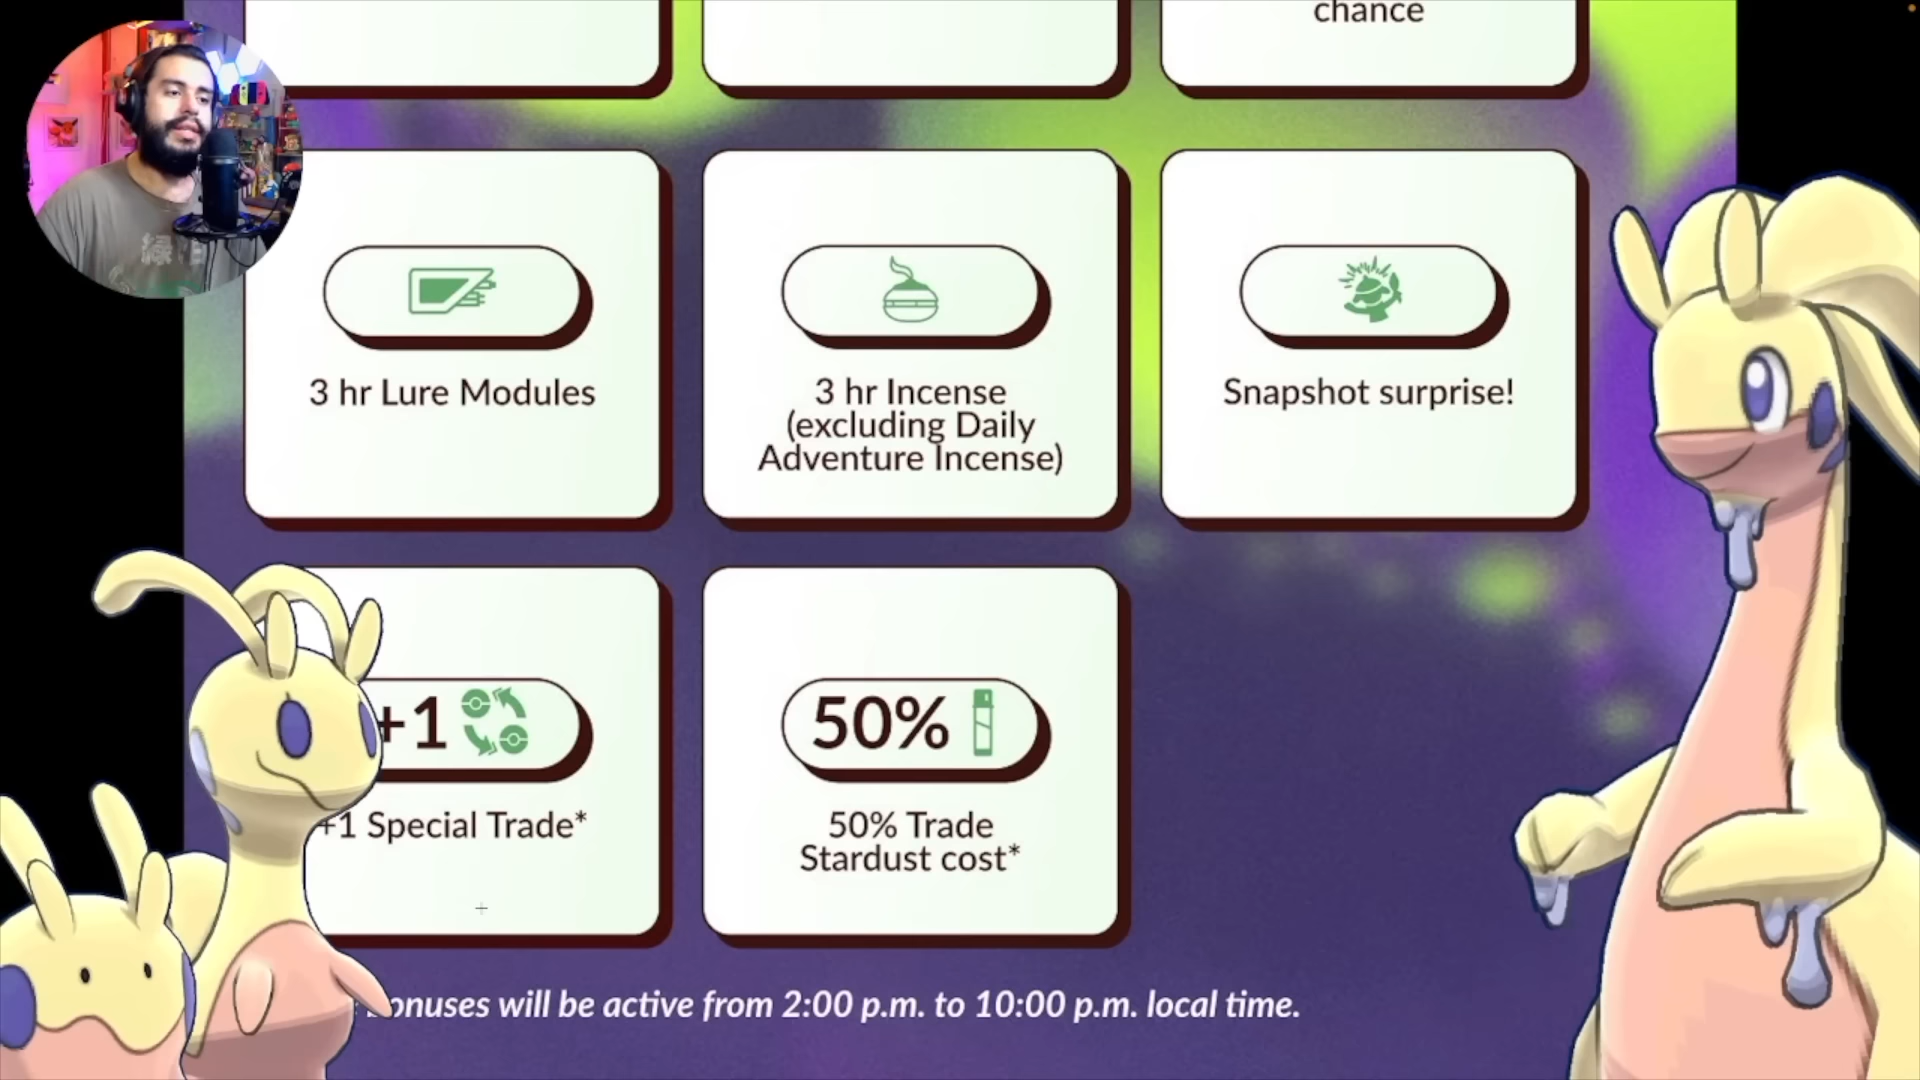 chance
3 hr Lure Modules
3 hr Incense
(excluding Daily
Adventure Incense)
Snapshot surprise!
+1
+1 Special Trade*
50%
50% Trade
Stardust cost*
bonuses will be active from 2:00 p.m. to 10:00 p.m. local time.